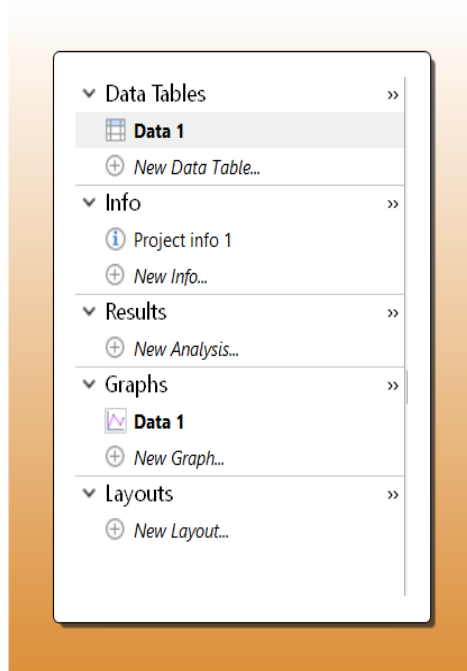 Data Tables »
Data 1
New Data Table...
Info »
Project info 1
New Info...
Results »
New Analysis...
Graphs »
Data 1
New Graph...
Layouts »
New Layout...